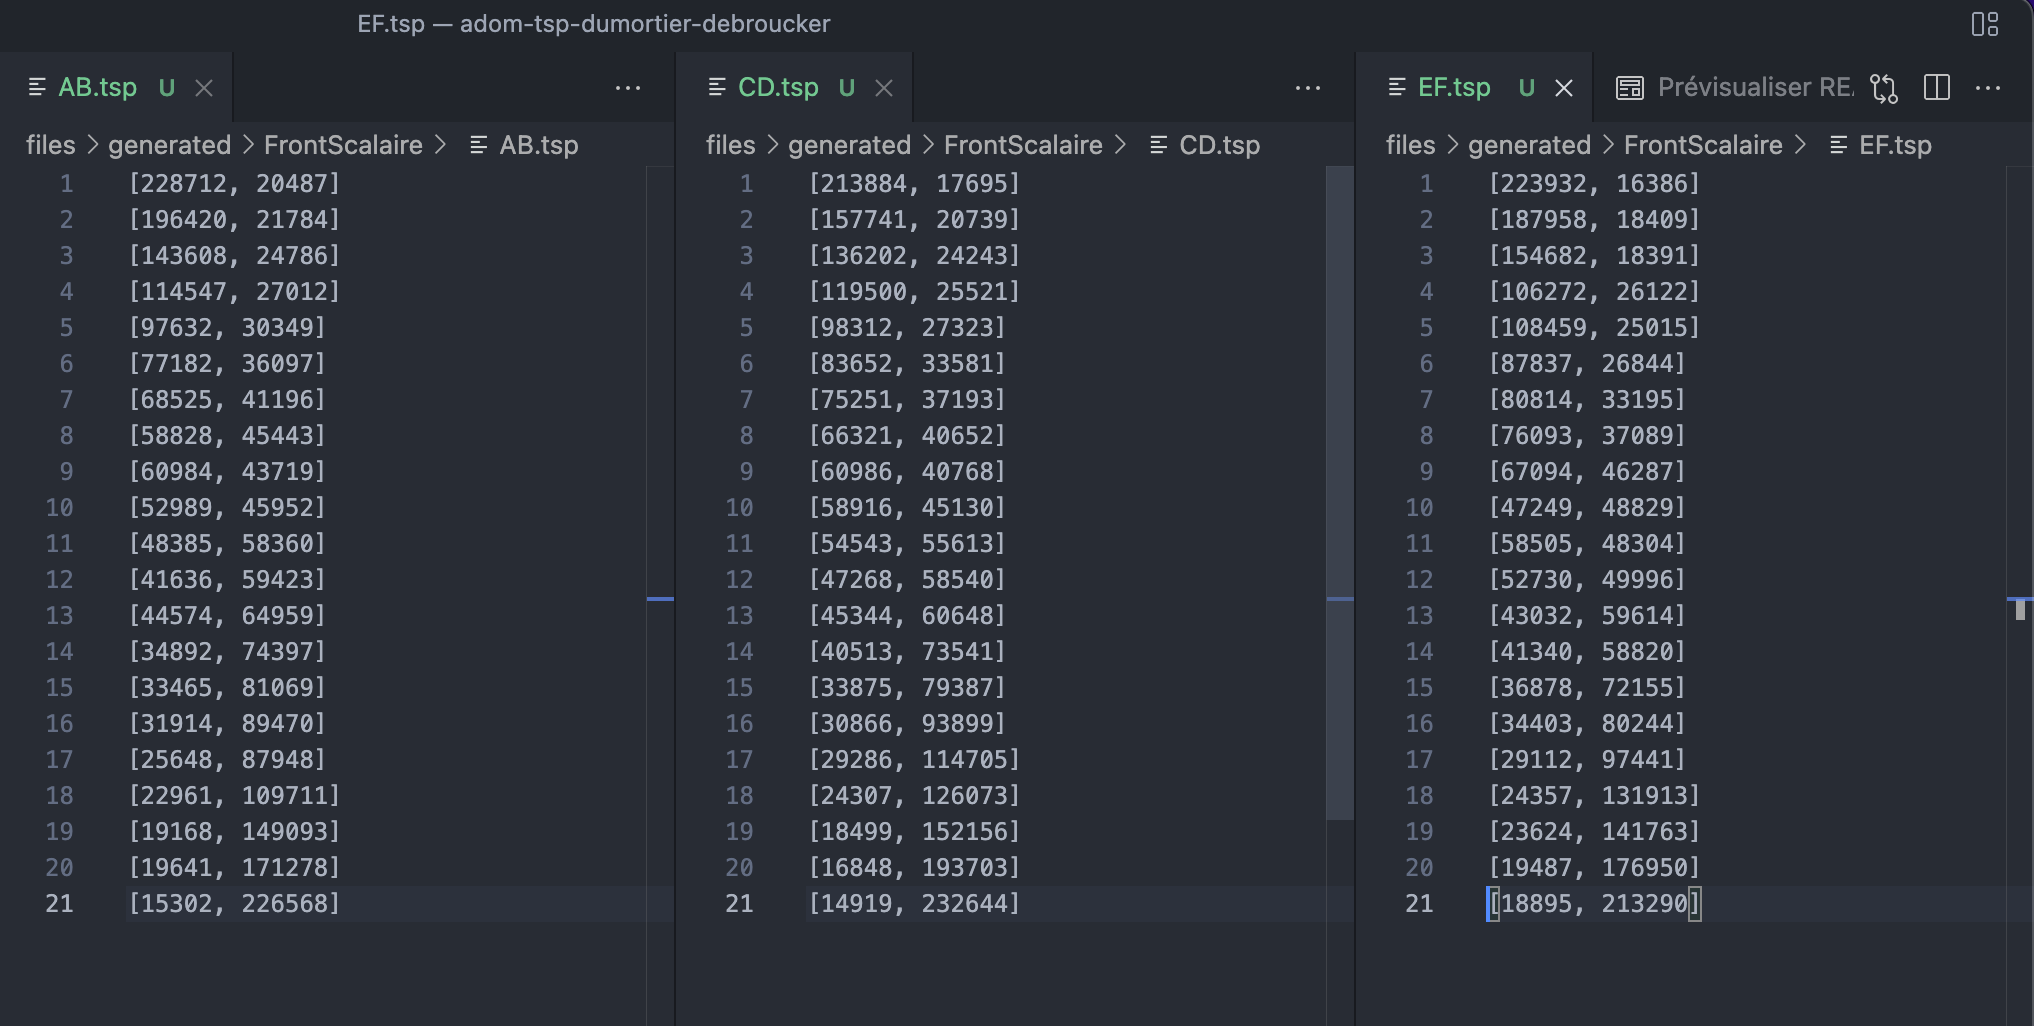 EF.tsp — adom-tsp-dumortier-debroucker
AB.tsp U
files > generated > FrontScalaire > AB.tsp
1 [228712, 20487]
2 [196420, 21784]
3 [143608, 24786]
4 [114547, 27012]
5 [97632, 30349]
6 [77182, 36097]
7 [68525, 41196]
8 [58828, 45443]
9 [60984, 43719]
10 [52989, 45952]
11 [48385, 58360]
12 [41636, 59423]
13 [44574, 64959]
14 [34892, 74397]
15 [33465, 81069]
16 [31914, 89470]
17 [25648, 87948]
18 [22961, 109711]
19 [19168, 149093]
20 [19641, 171278]
21 [15302, 226568]
CD.tsp U
files > generated > FrontScalaire > CD.tsp
1 [213884, 17695]
2 [157741, 20739]
3 [136202, 24243]
4 [119500, 25521]
5 [98312, 27323]
6 [83652, 33581]
7 [75251, 37193]
8 [66321, 40652]
9 [60986, 40768]
10 [58916, 45130]
11 [54543, 55613]
12 [47268, 58540]
13 [45344, 60648]
14 [40513, 73541]
15 [33875, 79387]
16 [30866, 93899]
17 [29286, 114705]
18 [24307, 126073]
19 [18499, 152156]
20 [16848, 193703]
21 [14919, 232644]
EF.tsp U Prévisualiser RE
files > generated > FrontScalaire > EF.tsp
1 [223932, 16386]
2 [187958, 18409]
3 [154682, 18391]
4 [106272, 26122]
5 [108459, 25015]
6 [87837, 26844]
7 [80814, 33195]
8 [76093, 37089]
9 [67094, 46287]
10 [47249, 48829]
11 [58505, 48304]
12 [52730, 49996]
13 [43032, 59614]
14 [41340, 58820]
15 [36878, 72155]
16 [34403, 80244]
17 [29112, 97441]
18 [24357, 131913]
19 [23624, 141763]
20 [19487, 176950]
21 [18895, 213290]